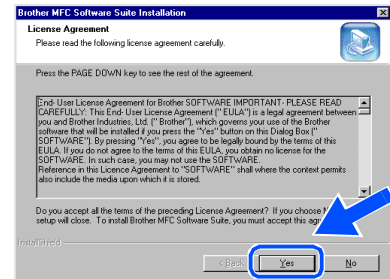 Brother MFC Software Suite Installation
License Agreement
Please read the following license agreement carefully.
Press the PAGE DOWN key to see the rest of the agreement.
End- User License Agreement for Brother SOFTWARE IMPORTANT- PLEASE READ
CAREFULLY: This End- User License Agreement (" EULA") is a legal agreement between
you and Brother Industries, Ltd. (" Brother"), which governs your use of the Brother
software that will be installed if you press the "Yes" button on this Dialog Box ("
SOFTWARE"). By pressing "Yes", you agree to be legally bound by the terms of this
EULA. If you do not agree to the terms of this EULA, you obtain no license for the
SOFTWARE. In such case, you may not use the SOFTWARE.
Reference in this Licence Agreement to "SOFTWARE" shall where the context permits
also include the media upon which it is stored.
Do you accept all the terms of the preceding License Agreement? If you choose
setup will close. To install Brother MFC Software Suite, you must accept this
InstallShield
< Back
Yes
No